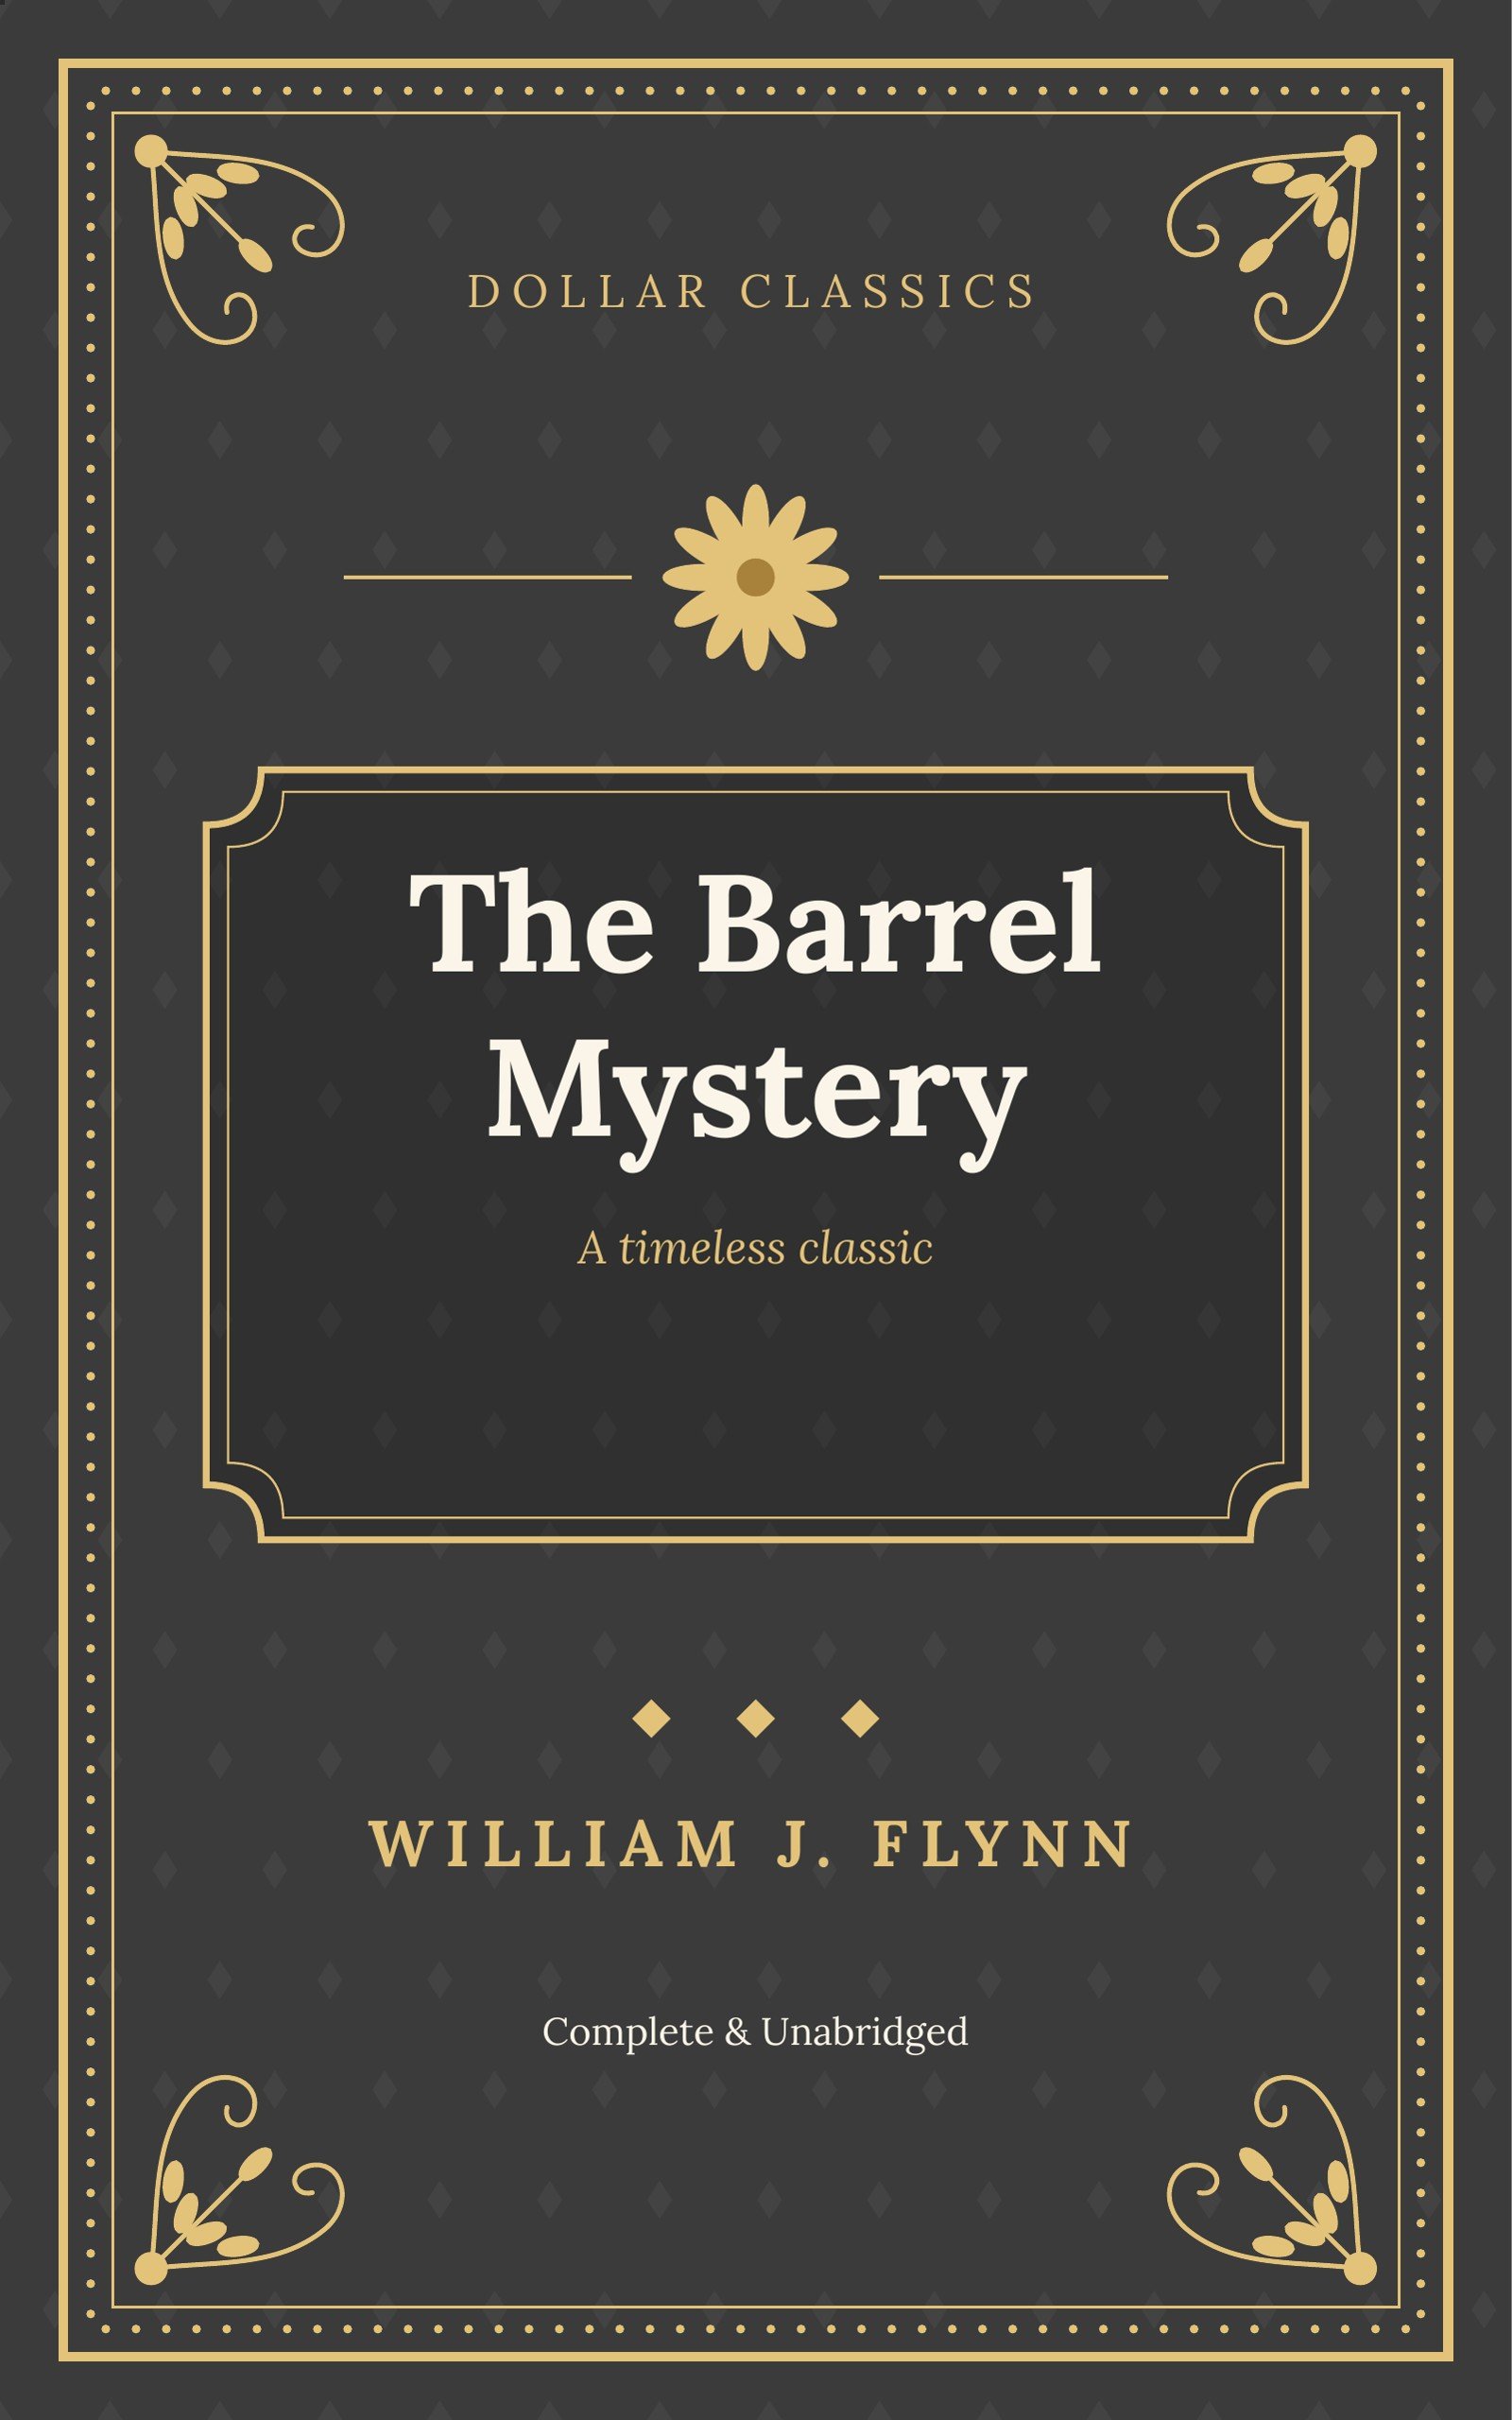 DOLLAR CLASSICS
The Barrel
Mystery
A timeless classic
WILLIAM J. FLYNN
Complete & Unabridged